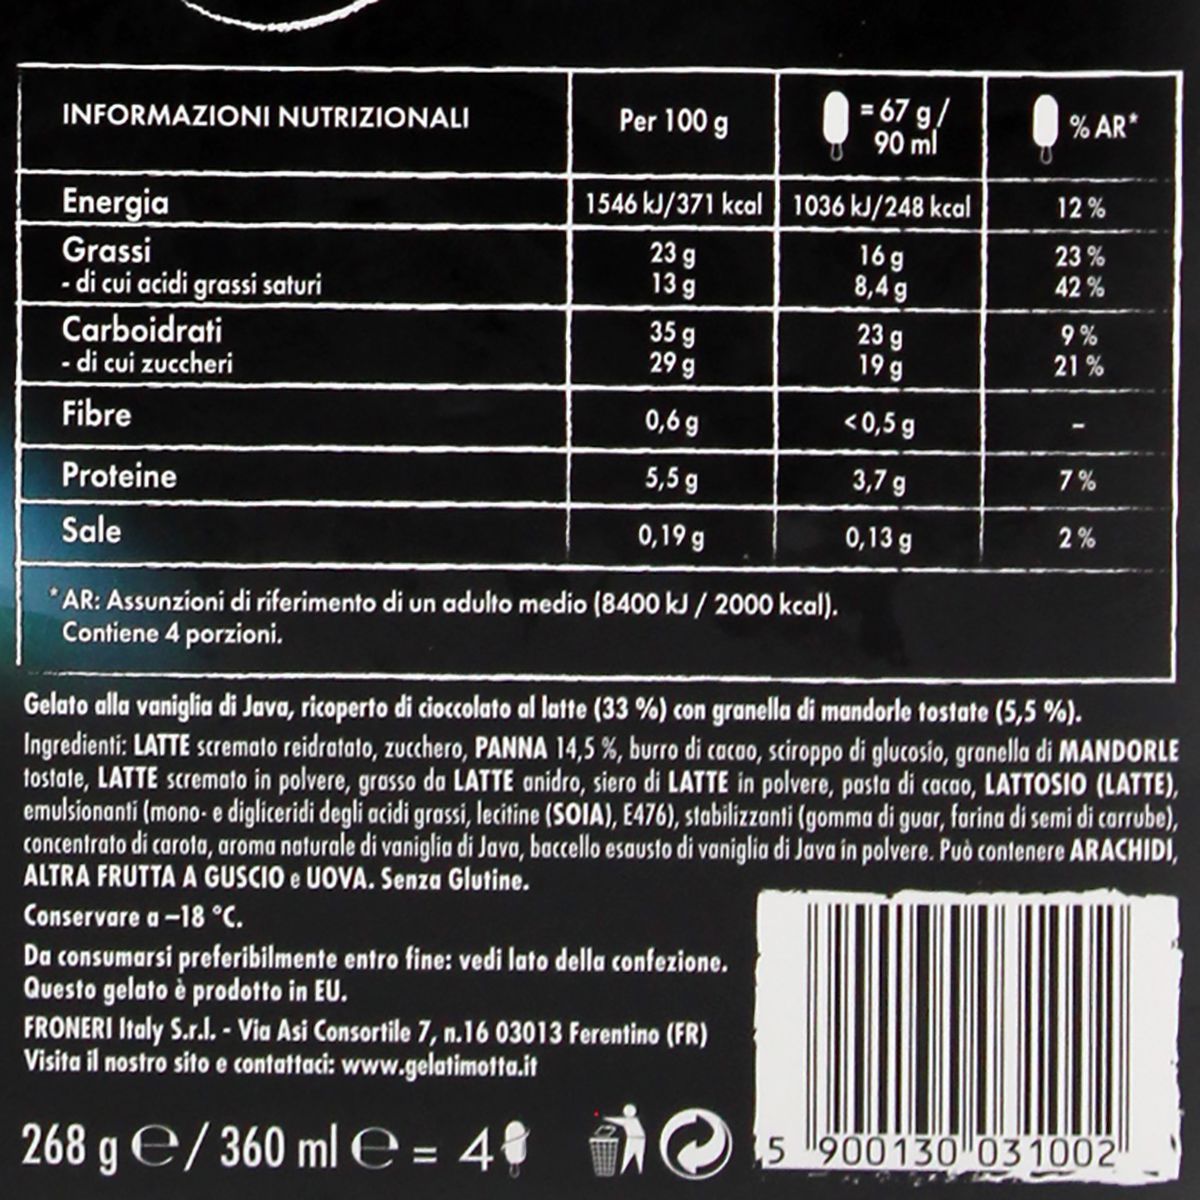 INFORMAZIONI NUTRIZIONALI Per 100 g = 67 g / 90 ml % AR*
Energia 1546 kJ/371 kcal 1036 kJ/248 kcal 12 %
Grassi 23 g 16 g 23 %
- di cui acidi grassi saturi 13 g 8,4 g 42 %
Carboidrati 35 g 23 g 9 %
- di cui zuccheri 29 g 19 g 21 %
Fibre 0,6 g <0,5 g -
Proteine 5,5 g 3,7 g 7 %
Sale 0,19 g 0,13 g 2 %
*AR: Assunzioni di riferimento di un adulto medio (8400 kJ / 2000 kcal).
Contiene 4 porzioni.
Gelato alla vaniglia di Java, ricoperto di cioccolato al latte (33 %) con granella di mandorle tostate (5,5 %).
Ingredienti: LATTE scremato reidratato, zucchero, PANNA 14,5 %, burro di cacao, sciroppo di glucosio, granella di MANDORLE
tostate, LATTE scremato in polvere, grasso da LATTE anidro, siero di LATTE in polvere, pasta di cacao, LATTOSIO (LATTE),
emulsionanti (mono- e digliceridi degli acidi grassi, lecitine (SOIA), E476), stabilizzanti (gomma di guar, farina di semi di carrube),
concentrato di carota, aroma naturale di vaniglia di Java, baccello esausto di vaniglia di Java in polvere. Può contenere ARACHIDI,
ALTRA FRUTTA A GUSCIO e UOVA. Senza Glutine.
Conservare a –18 °C.
Da consumarsi preferibilmente entro fine: vedi lato della confezione.
Questo gelato è prodotto in EU.
FRONERI Italy S.r.l. - Via Asi Consortile 7, n.16 03013 Ferentino (FR)
Visita il nostro sito e contattaci: www.gelatimotta.it
268 g ℮ / 360 ml ℮ = 4
5 900130 031002